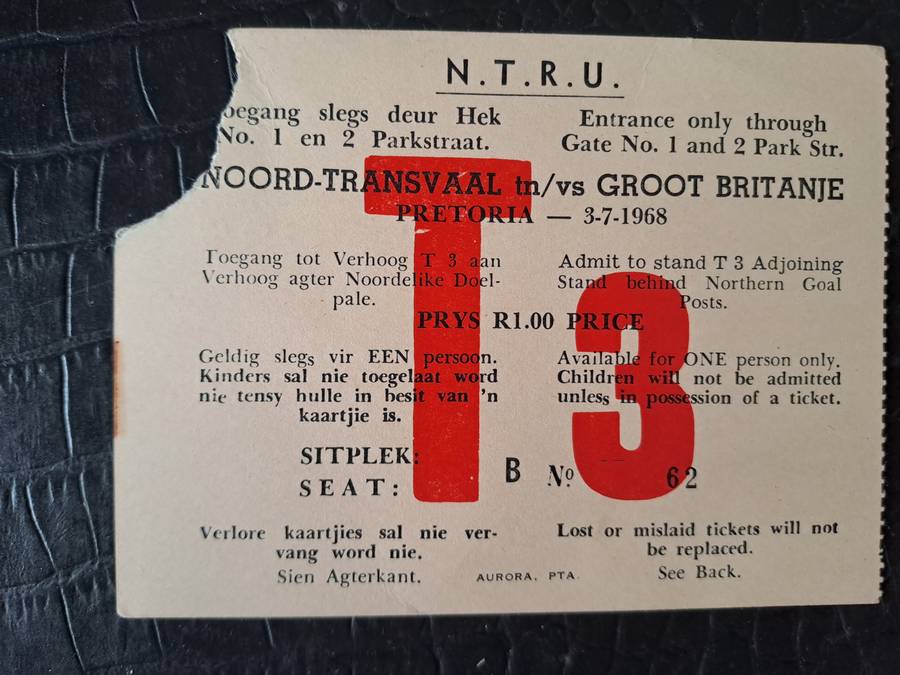 N.T.R.U.
oegang slegs deur Hek
No. 1 en 2 Parkstraat.
Entrance only through
Gate No. 1 and 2 Park Str.
NOORD-TRANSVAAL tn/vs GROOT BRITANJE
PRETORIA — 3-7-1968
Toegang tot Verhoog T 3 aan
Verhoog agter Noordelike Doel-
pale.
Admit to stand T 3 Adjoining
Stand behind Northern Goal
Posts.
PRYS R1.00 PRICE
Geldig slegs vir EEN persoon.
Kinders sal nie toegelaat word
nie tensy hulle in besit van 'n
kaartjie is.
Available for ONE person only.
Children will not be admitted
unless in possession of a ticket.
T 3
SITPLEK:
SEAT:
B No 62
Verlore kaartjies sal nie ver-
vang word nie.
Sien Agterkant.
Lost or mislaid tickets will not
be replaced.
See Back.
AURORA, PTA.